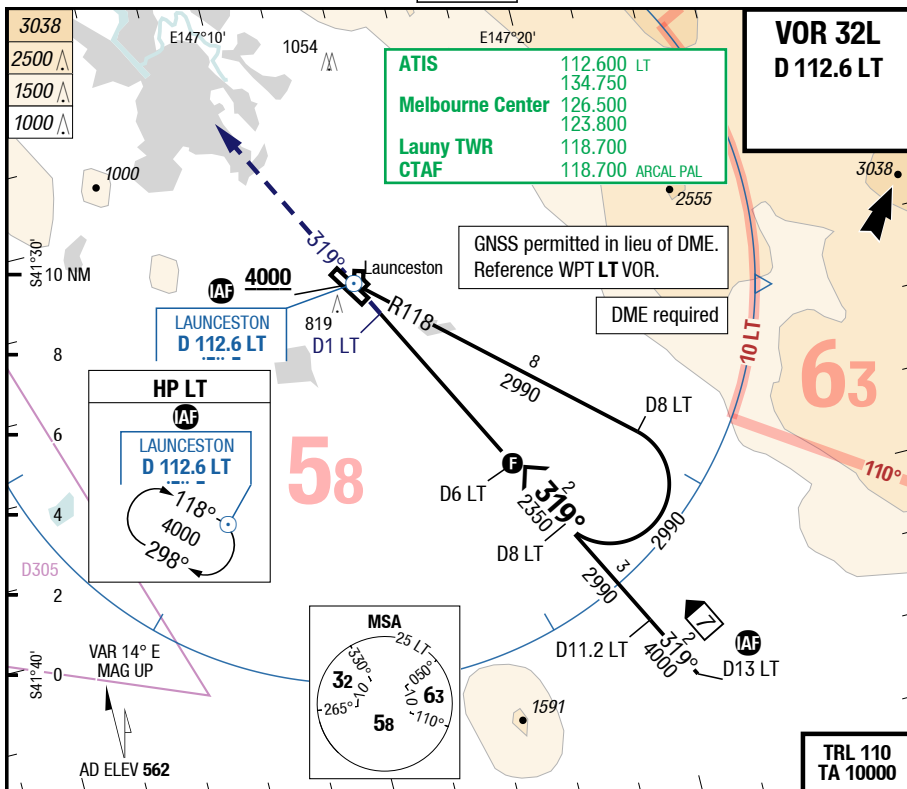 3038
2500
1500
1000
E147°10'
1054
E147°20'
ATIS 112.600 LT
134.750
Melbourne Center 126.500
123.800
Launy TWR 118.700
CTAF 118.700 ARCAL PAL
VOR 32L
D 112.6 LT
1000
2555
3038
319°
GNSS permitted in lieu of DME.
Reference WPT LT VOR.
DME required
S41°30'
10 NM
IAF 4000
Launceston
LAUNCESTON
D 112.6 LT
819
D1 LT
R118
8
2990
D8 LT
10 LT
63
110°
8
6
4
2
0
HP LT
IAF
LAUNCESTON
D 112.6 LT
118°
4000
298°
58
F
D6 LT
2
319°
2350
D8 LT
2990
3
2990
D305
VAR 14° E
MAG UP
S41°40'
AD ELEV 562
MSA
25 LT
330°
050°
32
10
10
63
265°
110°
58
7
2
319°
4000
IAF
D11.2 LT
D13 LT
1591
TRL 110
TA 10000